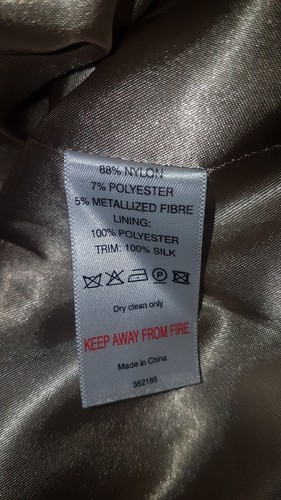 88% NYLON
7% POLYESTER
5% METALLIZED FIBRE
LINING:
100% POLYESTER
TRIM: 100% SILK
P
Dry clean only
KEEP AWAY FROM FIRE
Made in China
352168